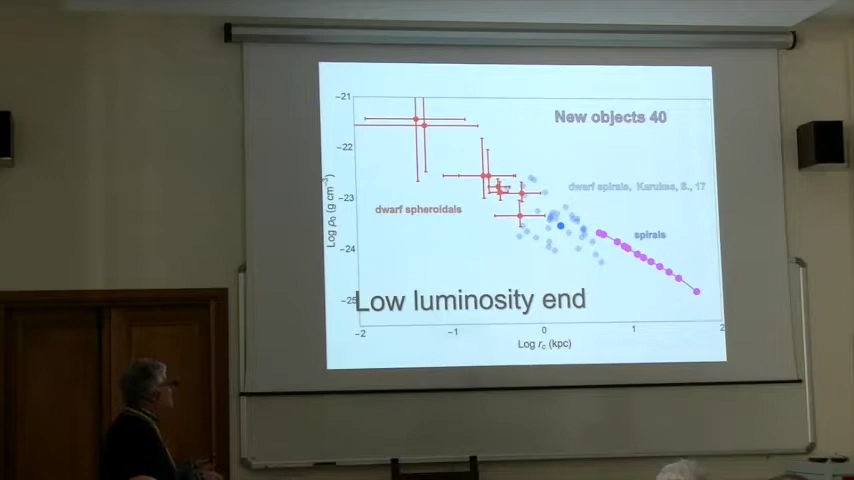 New objects 40
dwarf spirals, Karukes, S., 17
dwarf spheroidals
spirals
Low luminosity end
Log ρ₀ (g cm⁻³)
-21
-22
-23
-24
-25
-2
-1
0
1
2
Log r_c (kpc)